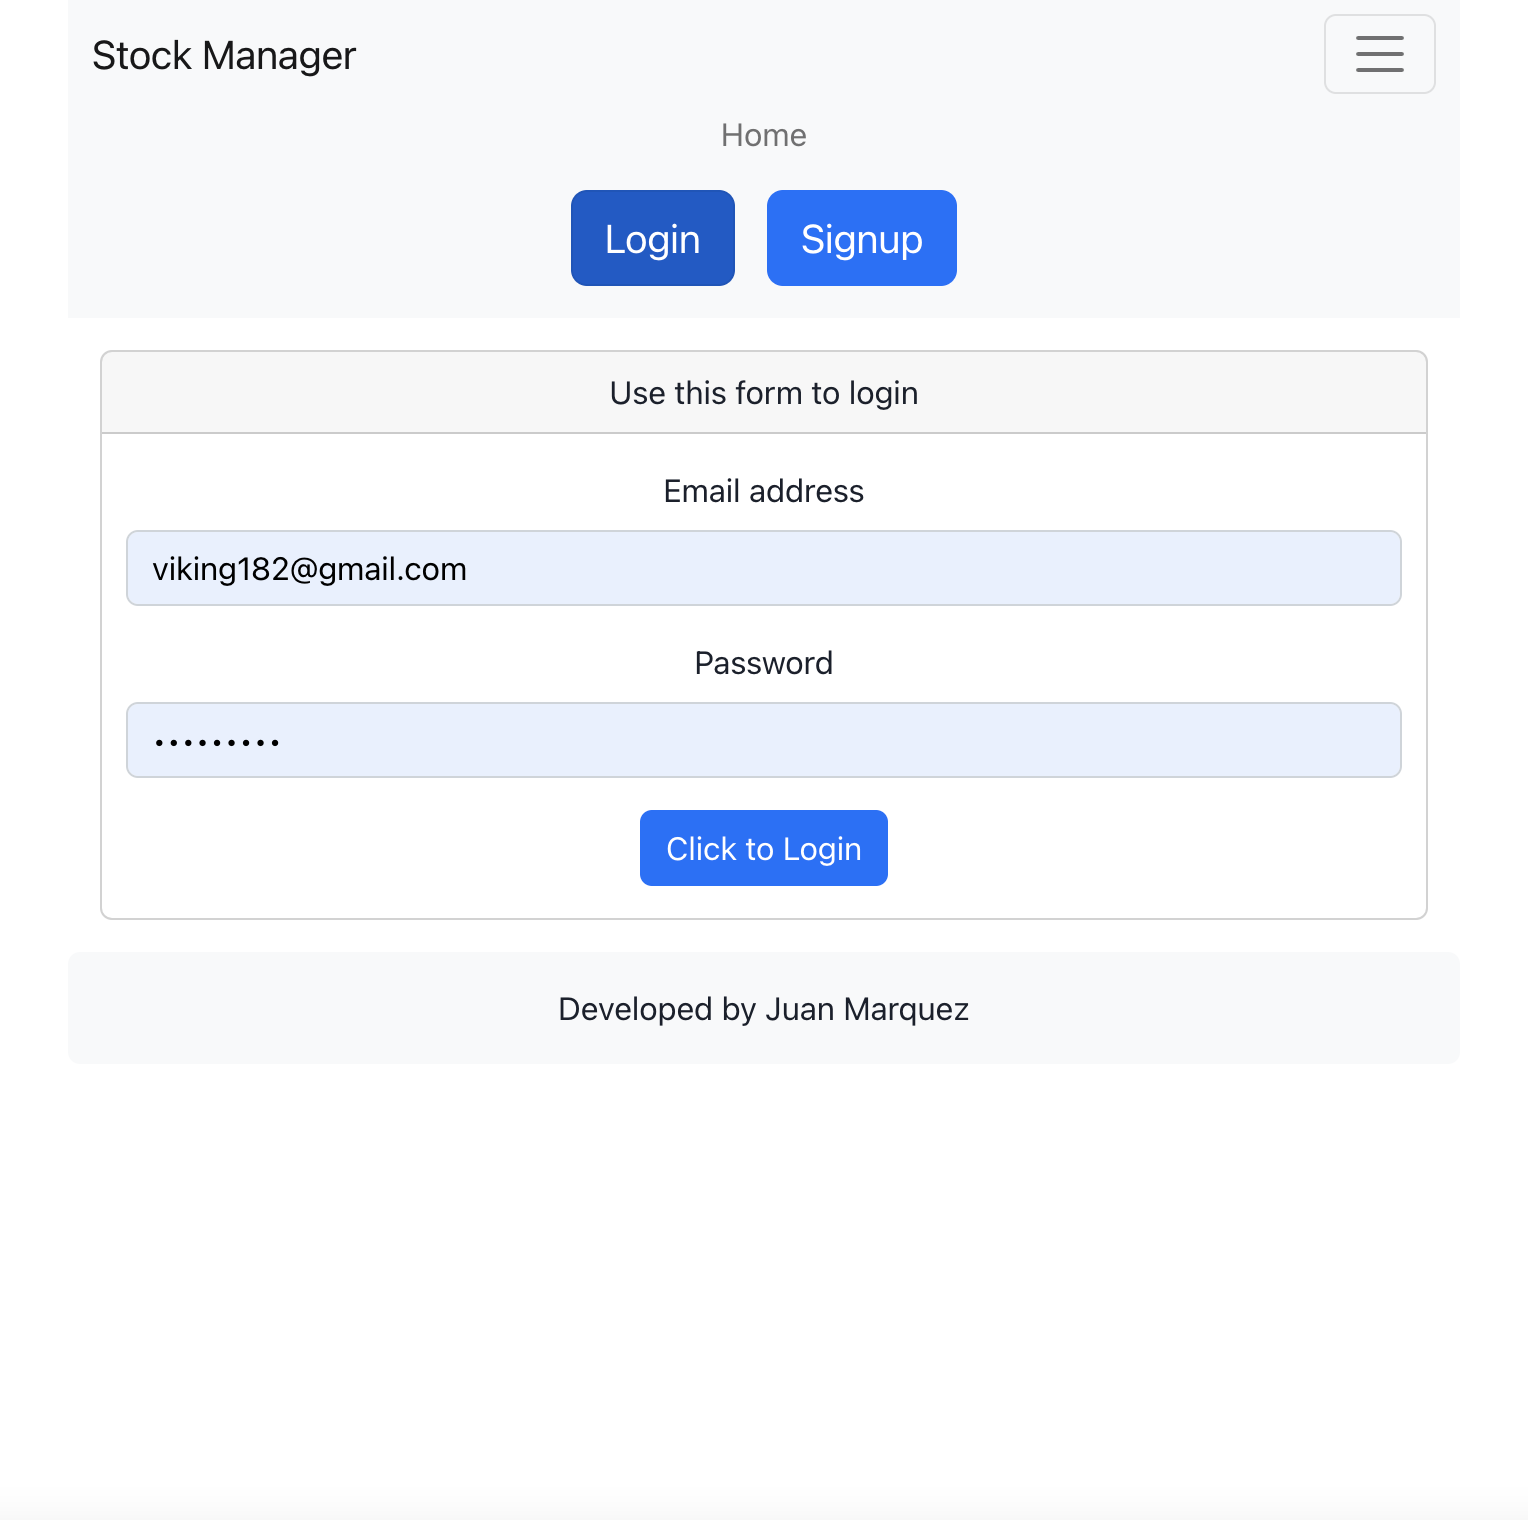 Stock Manager
Home
Login Signup
Use this form to login
Email address
viking182@gmail.com
Password
•••••••••
Click to Login
Developed by Juan Marquez